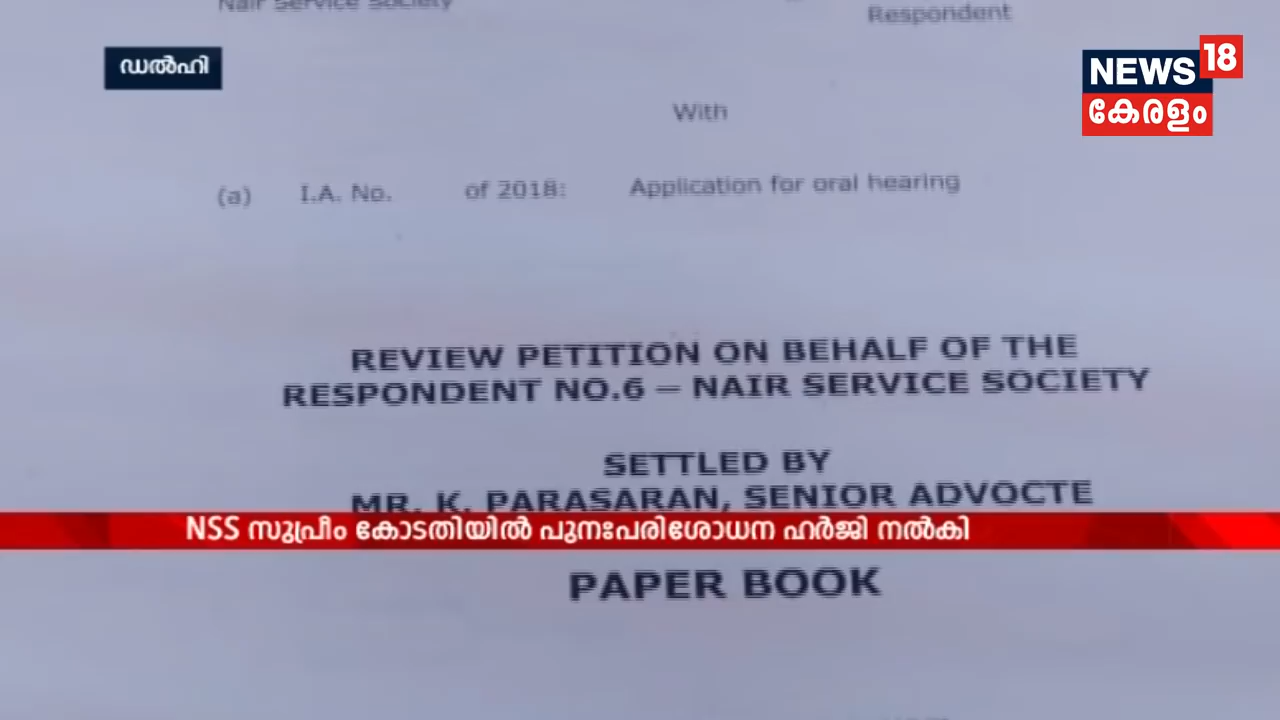 Nair Service Society
Respondent
ഡൽഹി
NEWS 18
കേരളം
With
(a) I.A. No. of 2018: Application for oral hearing
REVIEW PETITION ON BEHALF OF THE
RESPONDENT NO.6 – NAIR SERVICE SOCIETY
SETTLED BY
MR. K. PARASARAN, SENIOR ADVOCTE
NSS സുപ്രീം കോടതിയിൽ പുനഃപരിശോധന ഹർജി നൽകി
PAPER BOOK